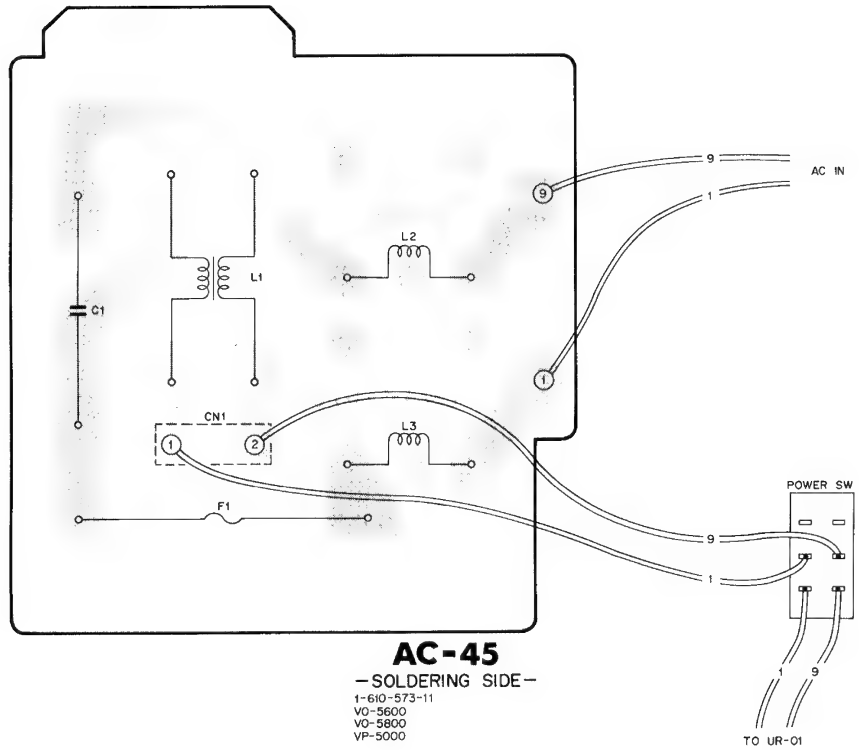 9
AC IN
9
1
L2
L1
C1
1
CN1
1
2
L3
F1
POWER SW
9
1
1
9
TO UR-01
AC-45
-SOLDERING SIDE-
1-610-573-11
VO-5600
VO-5800
VP-5000